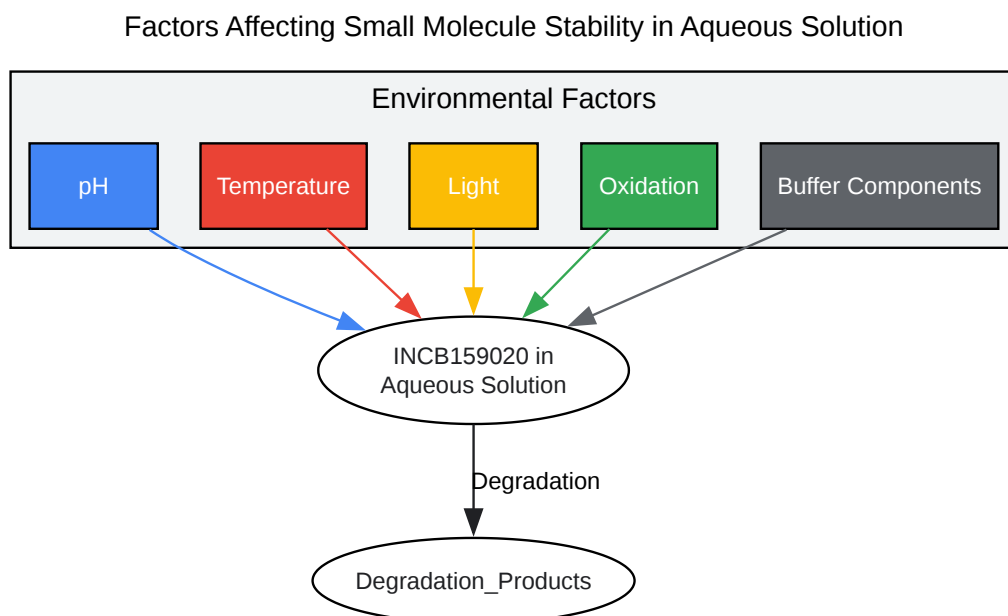 Factors Affecting Small Molecule Stability in Aqueous Solution
Environmental Factors
pH
Temperature
Light
Oxidation
Buffer Components
INCB159020 in
Aqueous Solution
Degradation
Degradation_Products